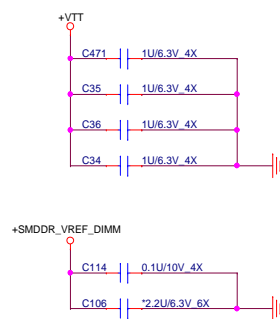 +VTT
C471 1U/6.3V_4X
C35 1U/6.3V_4X
C36 1U/6.3V_4X
C34 1U/6.3V_4X
+SMDDR_VREF_DIMM
C114 0.1U/10V_4X
C106 *2.2U/6.3V_6X